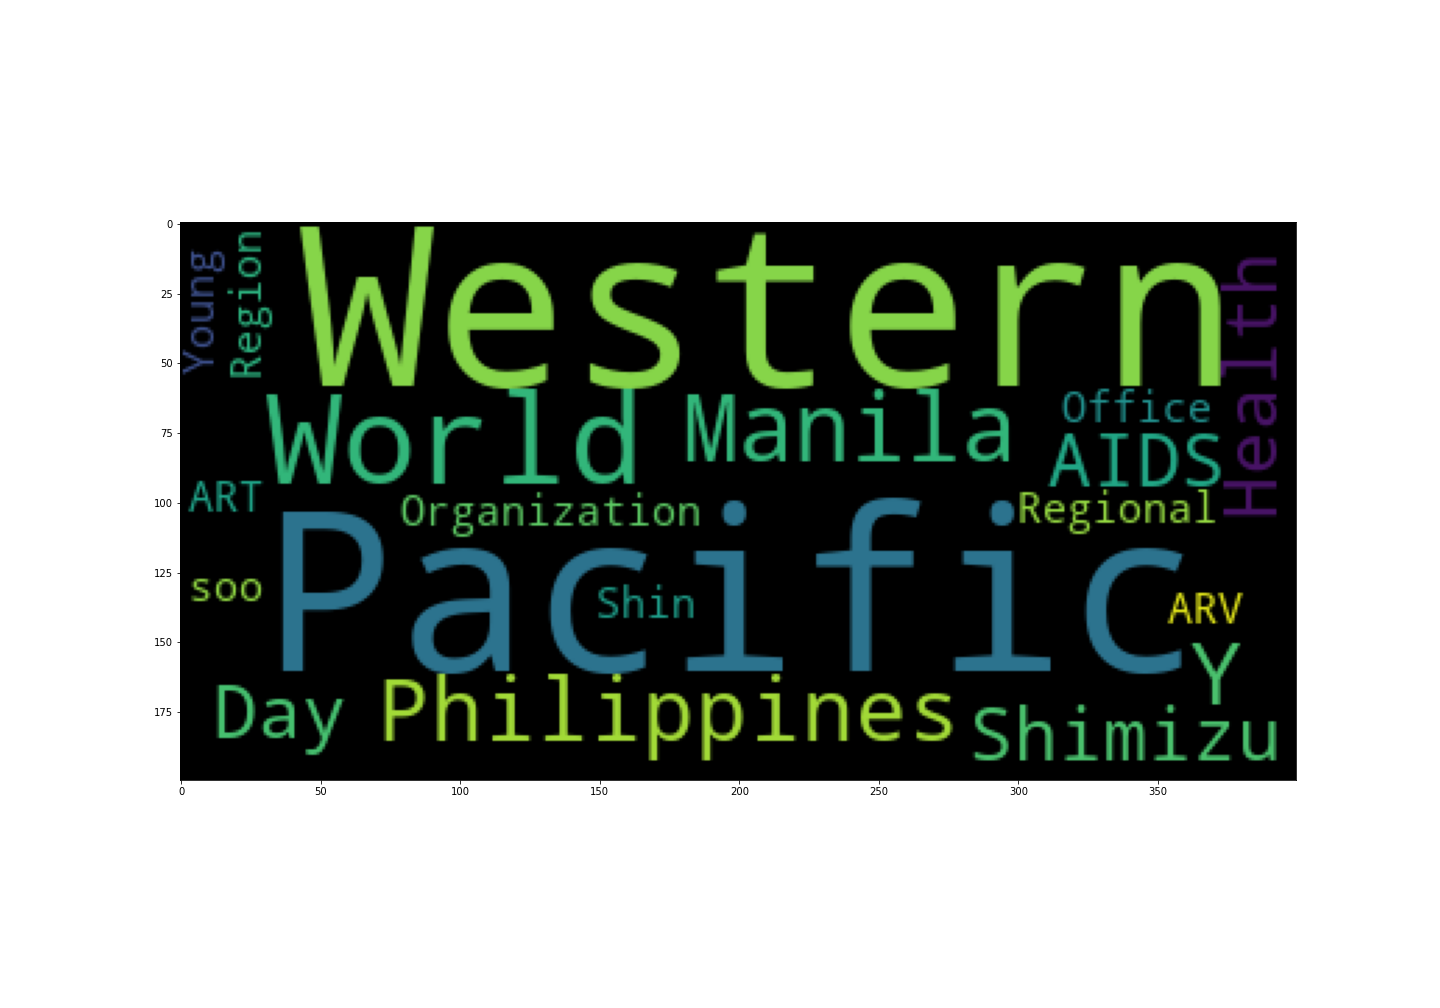 0
25
50
75
100
125
150
175
Young
Region
Western
Health
World
Manila
Office
AIDS
ART
Organization
Regional
Pacific
soo
Shin
ARV
Y
Day
Philippines
Shimizu
0 50 100 150 200 250 300 350